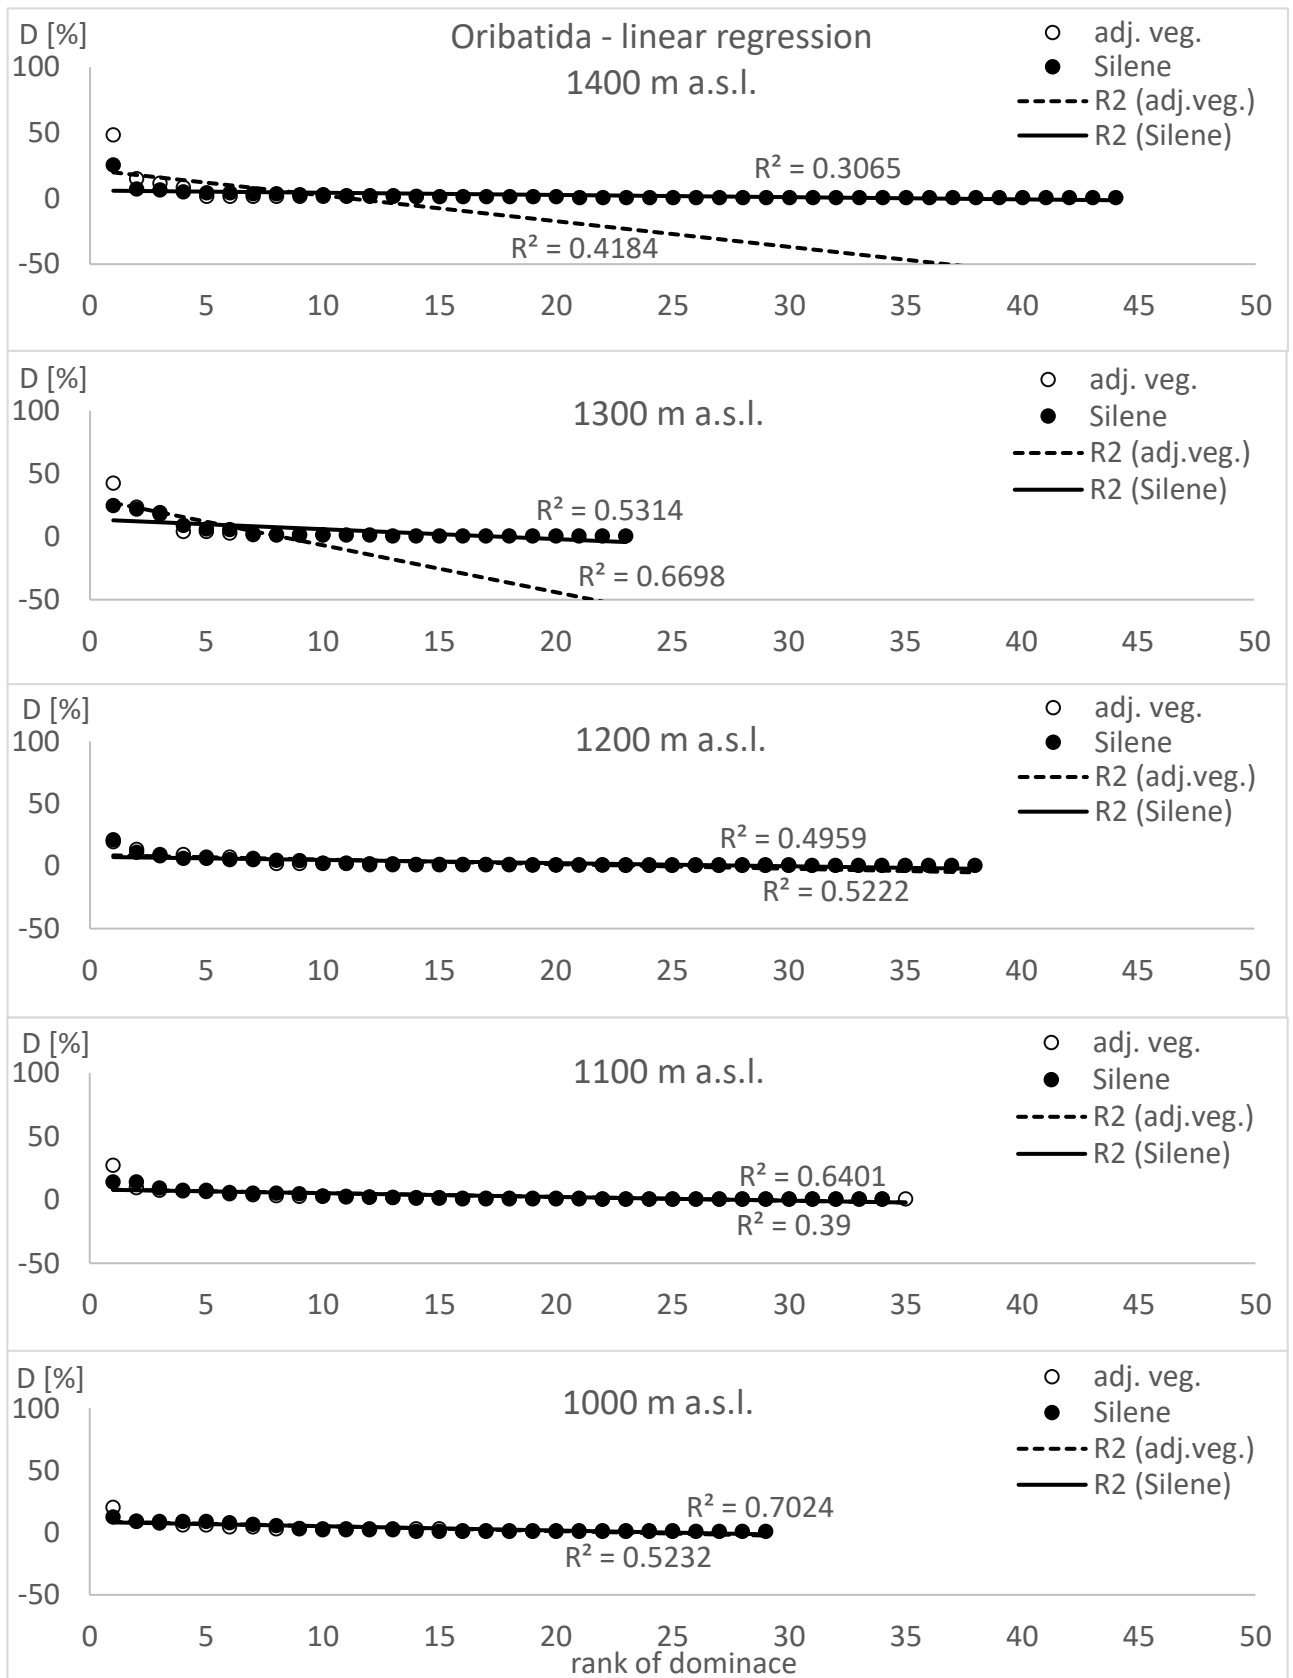 D [%]
Oribatida - linear regression
1400 m a.s.l.
adj. veg.
Silene
R2 (adj.veg.)
R2 (Silene)
100
50
0
-50
R² = 0.3065
R² = 0.4184
0 5 10 15 20 25 30 35 40 45 50
D [%]
1300 m a.s.l.
adj. veg.
Silene
R2 (adj.veg.)
R2 (Silene)
100
50
0
-50
R² = 0.5314
R² = 0.6698
0 5 10 15 20 25 30 35 40 45 50
D [%]
1200 m a.s.l.
adj. veg.
Silene
R2 (adj.veg.)
R2 (Silene)
100
50
0
-50
R² = 0.4959
R² = 0.5222
0 5 10 15 20 25 30 35 40 45 50
D [%]
1100 m a.s.l.
adj. veg.
Silene
R2 (adj.veg.)
R2 (Silene)
100
50
0
-50
R² = 0.6401
R² = 0.39
0 5 10 15 20 25 30 35 40 45 50
D [%]
1000 m a.s.l.
adj. veg.
Silene
R2 (adj.veg.)
R2 (Silene)
100
50
0
-50
R² = 0.7024
R² = 0.5232
0 5 10 15 20 25 30 35 40 45 50
rank of dominace